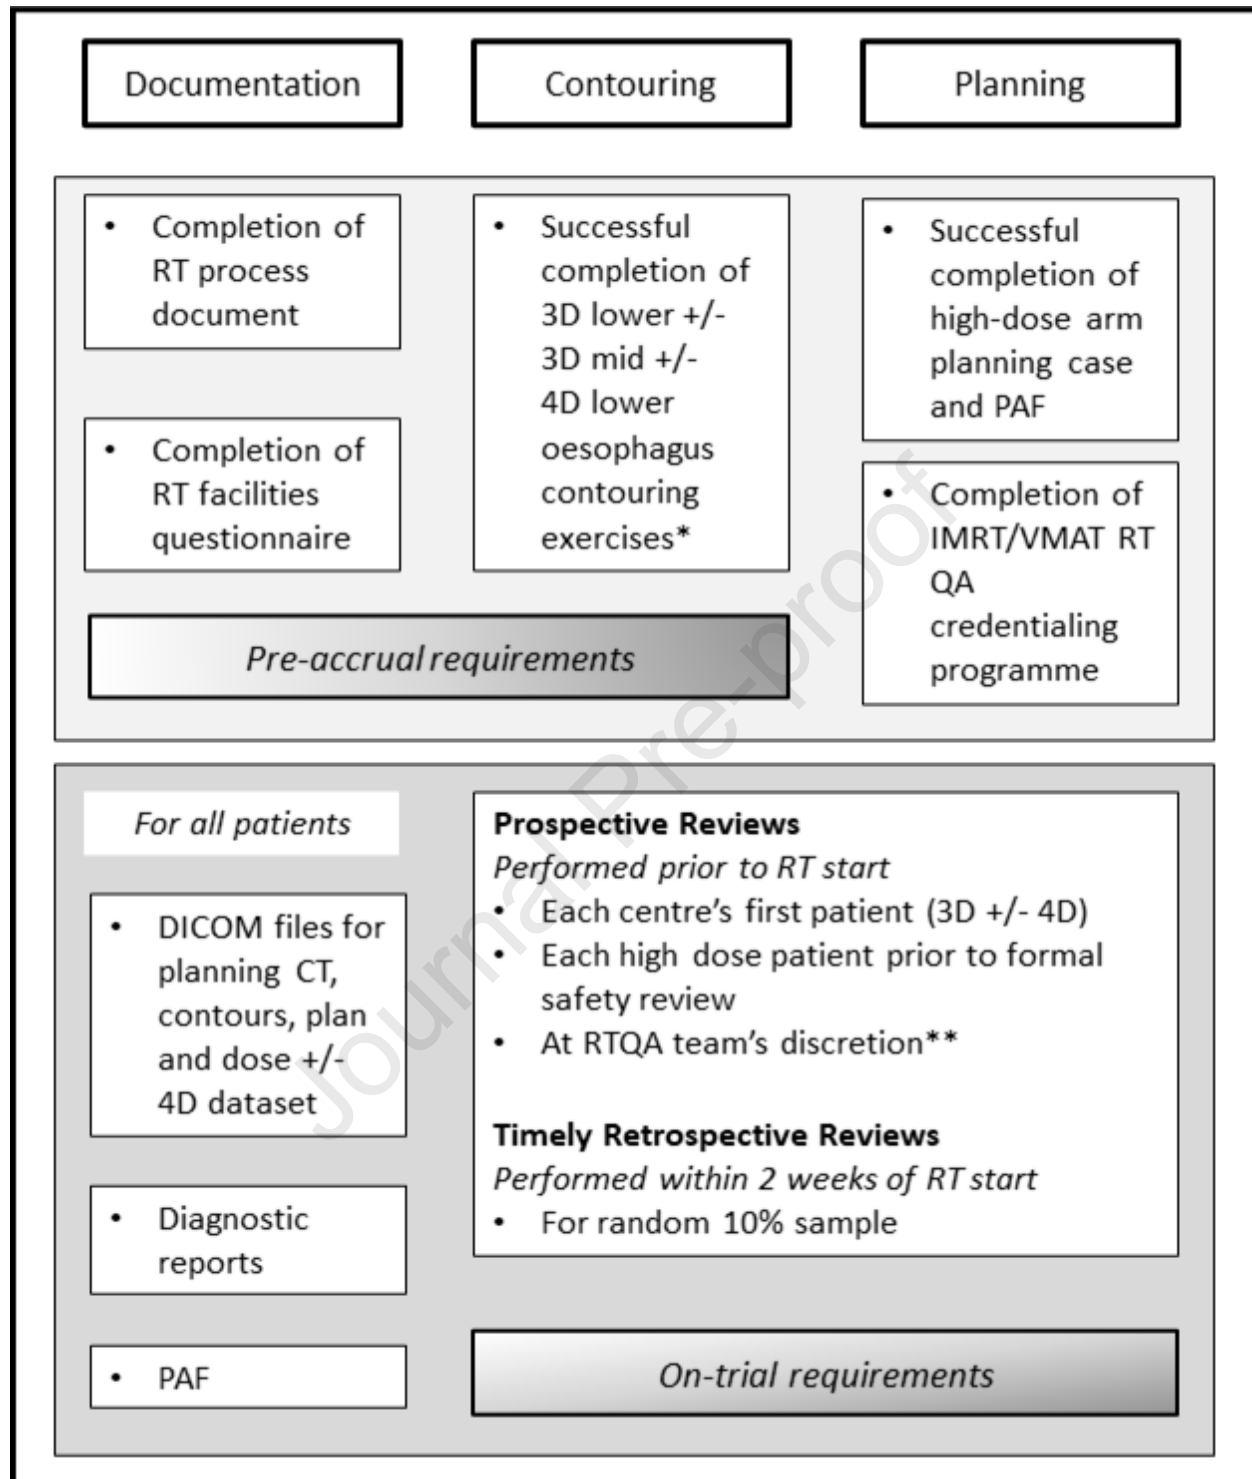 Documentation
Contouring
Planning
• Completion of
RT process
document
• Completion of
RT facilities
questionnaire
• Successful
completion of
3D lower +/-
3D mid +/-
4D lower
oesophagus
contouring
exercises*
• Successful
completion of
high-dose arm
planning case
and PAF
• Completion of
IMRT/VMAT RT
QA
credentialing
programme
Pre-accrual requirements
For all patients
• DICOM files for
planning CT,
contours, plan
and dose +/-
4D dataset
• Diagnostic
reports
• PAF
Prospective Reviews
Performed prior to RT start
• Each centre's first patient (3D +/- 4D)
• Each high dose patient prior to formal
safety review
• At RTQA team's discretion**
Timely Retrospective Reviews
Performed within 2 weeks of RT start
• For random 10% sample
On-trial requirements
Journal Pre-proof